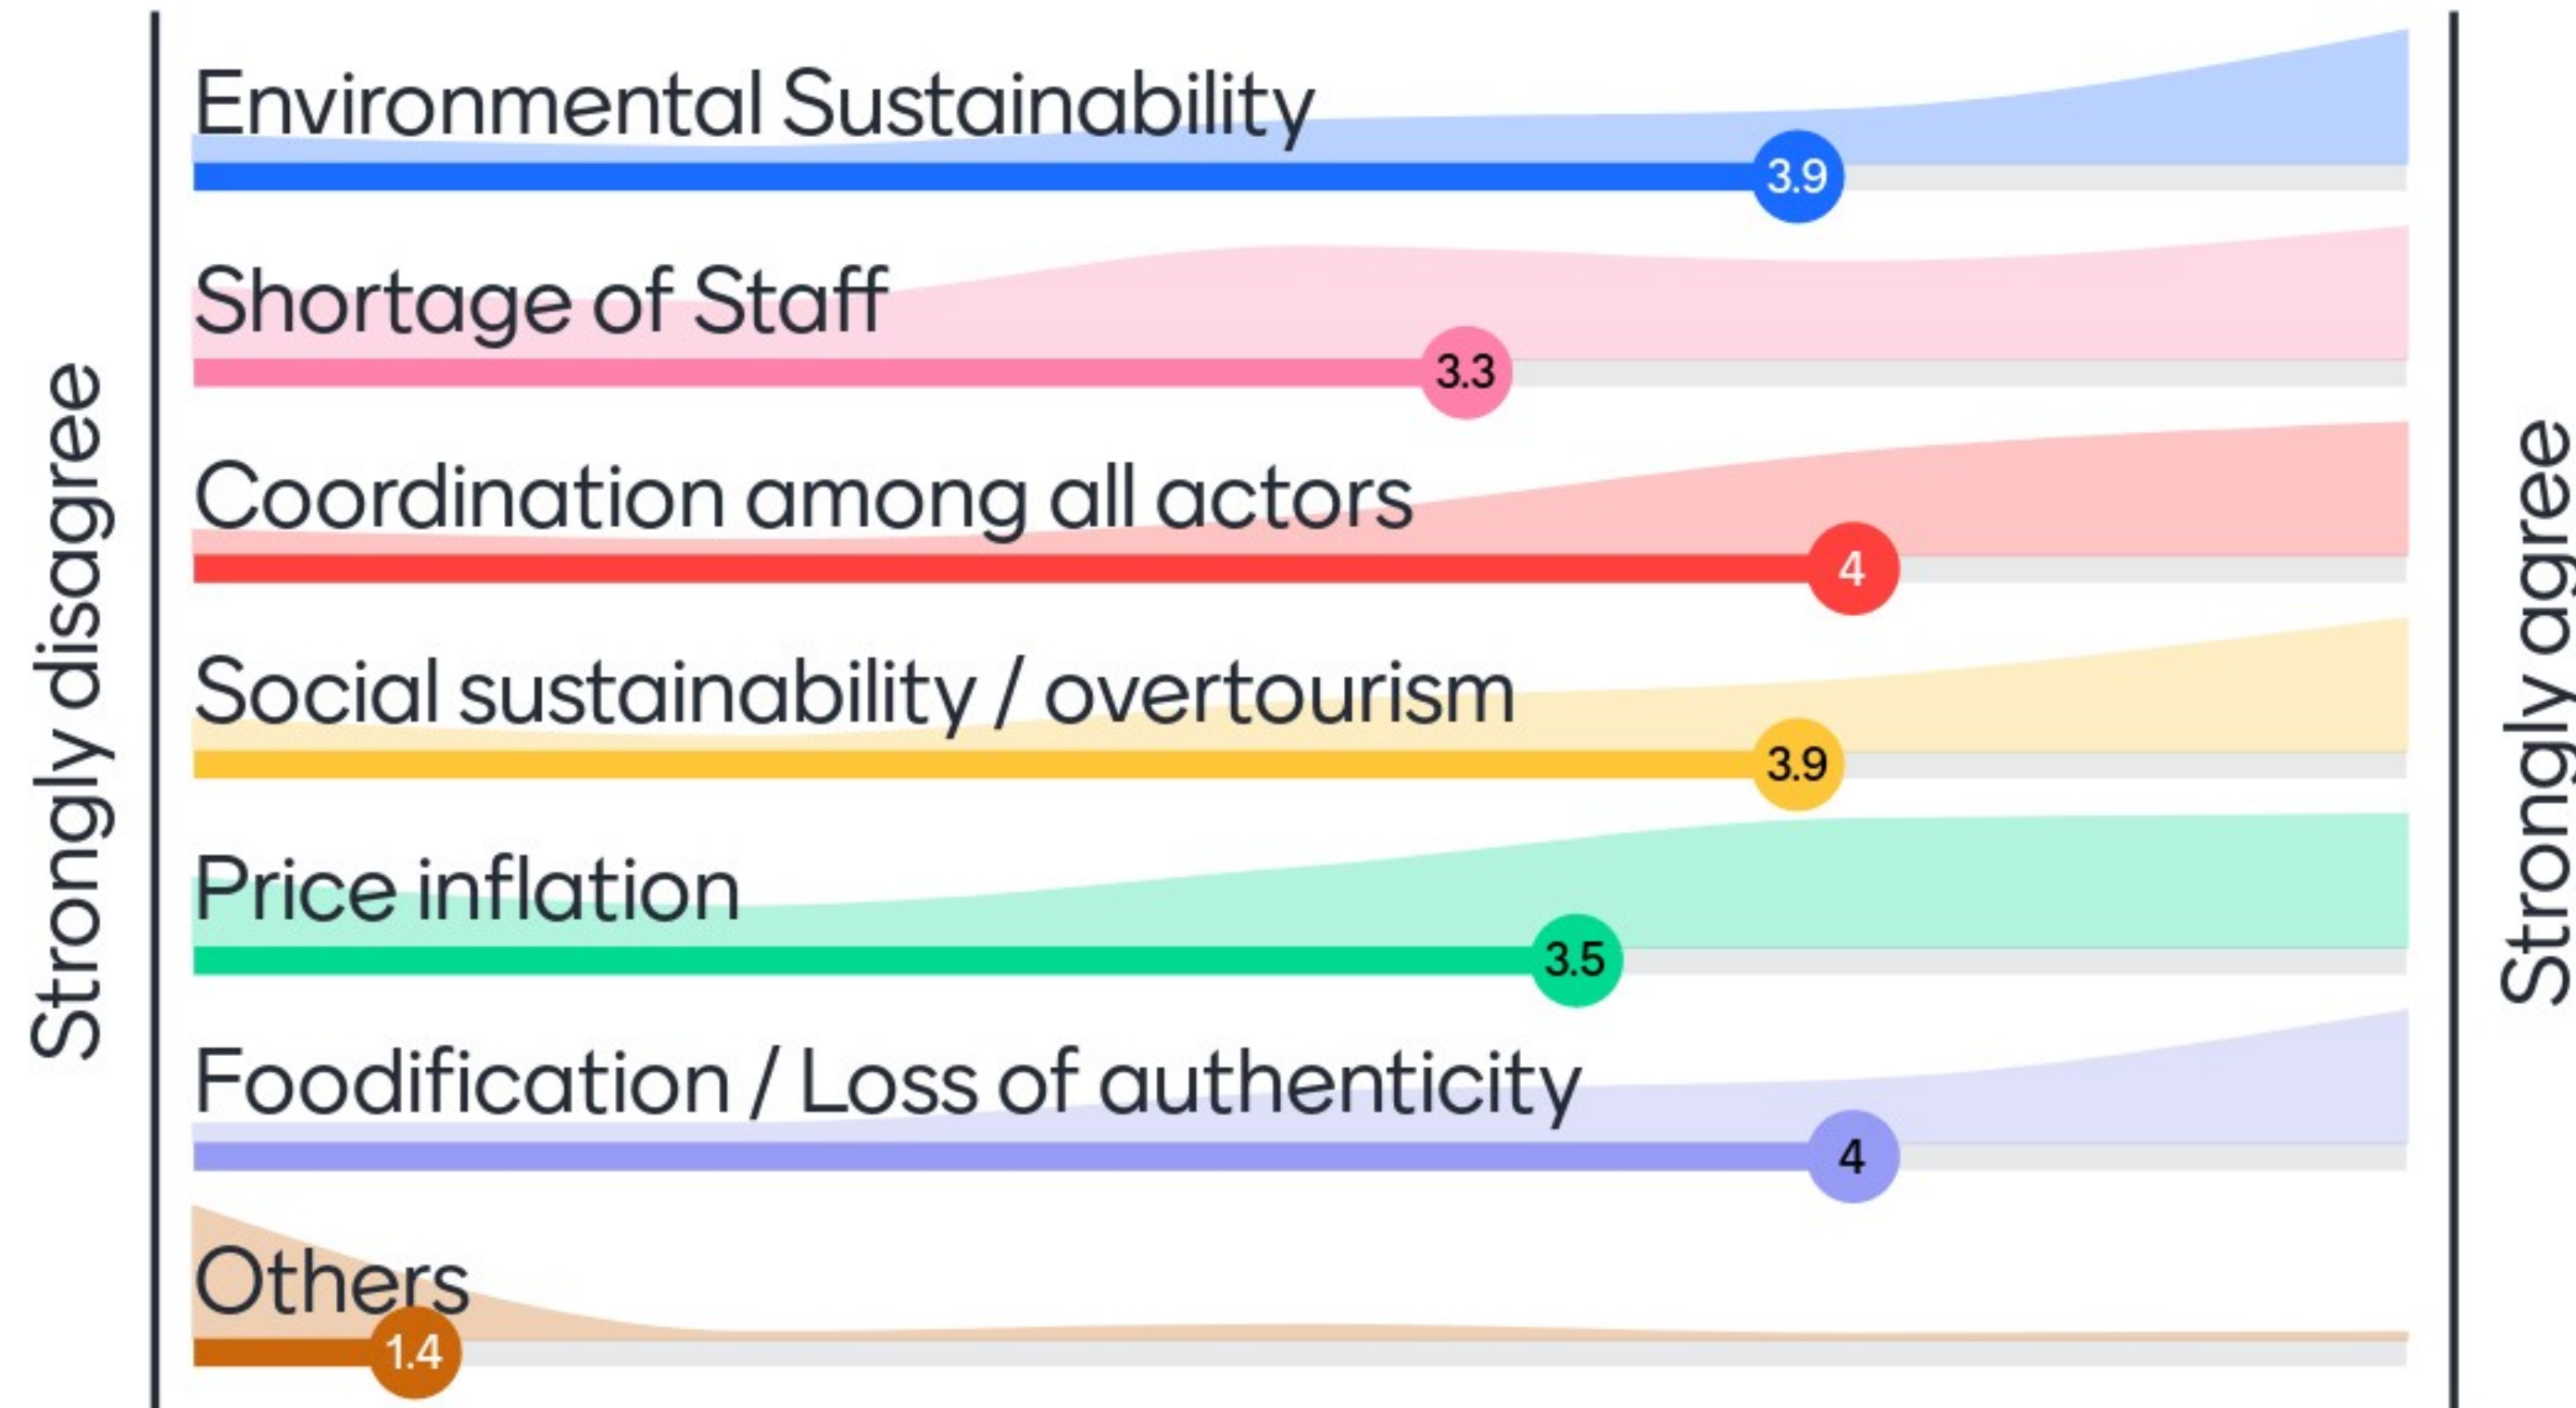 Strongly disagree
Environmental Sustainability
3.9
Shortage of Staff
3.3
Coordination among all actors
4
Social sustainability / overtourism
3.9
Price inflation
3.5
Foodification / Loss of authenticity
4
Others
1.4
Strongly agree